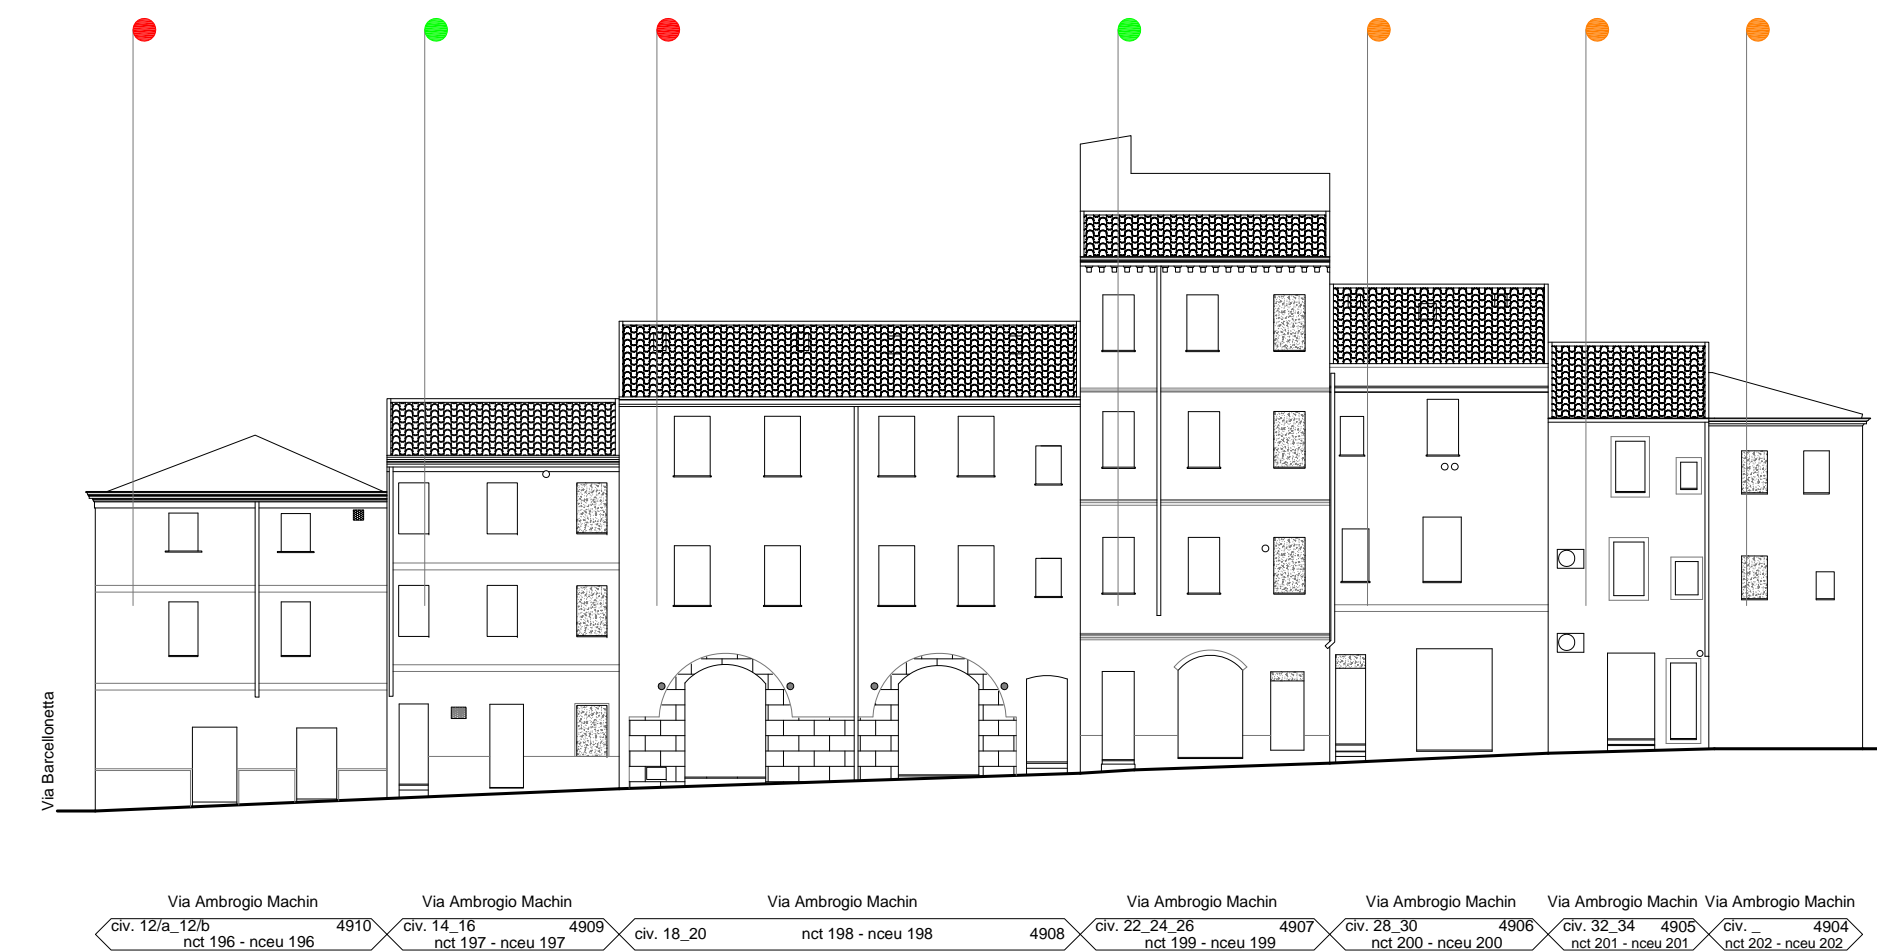 Via Barcellonetta
Via Ambrogio Machin
civ. 12/a_12/b 4910
nct 196 - nceu 196
Via Ambrogio Machin
civ. 14_16 4909
nct 197 - nceu 197
Via Ambrogio Machin
civ. 18_20 nct 198 - nceu 198 4908
Via Ambrogio Machin
civ. 22_24_26 4907
nct 199 - nceu 199
Via Ambrogio Machin
civ. 28_30 4906
nct 200 - nceu 200
Via Ambrogio Machin
civ. 32_34 4905
nct 201 - nceu 201
Via Ambrogio Machin
civ. _ 4904
nct 202 - nceu 202